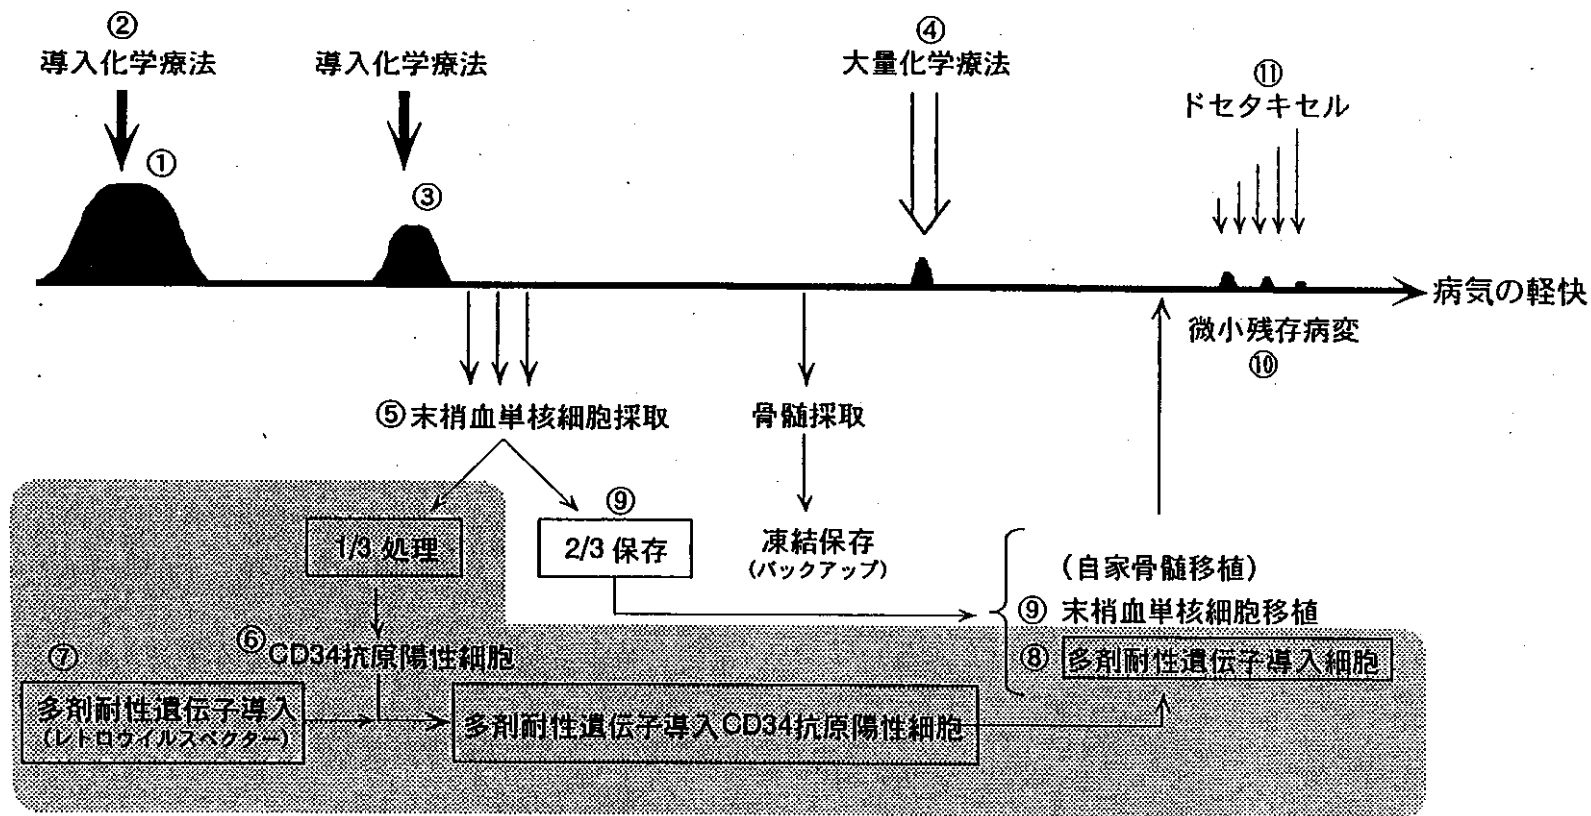 ②
導入化学療法
導入化学療法
④
大量化学療法
⑪
ドセタキセル
①
③
病気の軽快
微小残存病変
⑩
⑤末梢血単核細胞採取
骨髄採取
1/3 処理
⑨
2/3 保存
凍結保存
(バックアップ)
(自家骨髄移植)
⑨ 末梢血単核細胞移植
⑧ 多剤耐性遺伝子導入細胞
⑥CD34抗原陽性細胞
⑦
多剤耐性遺伝子導入
(レトロウイルスベクター)
多剤耐性遺伝子導入CD34抗原陽性細胞